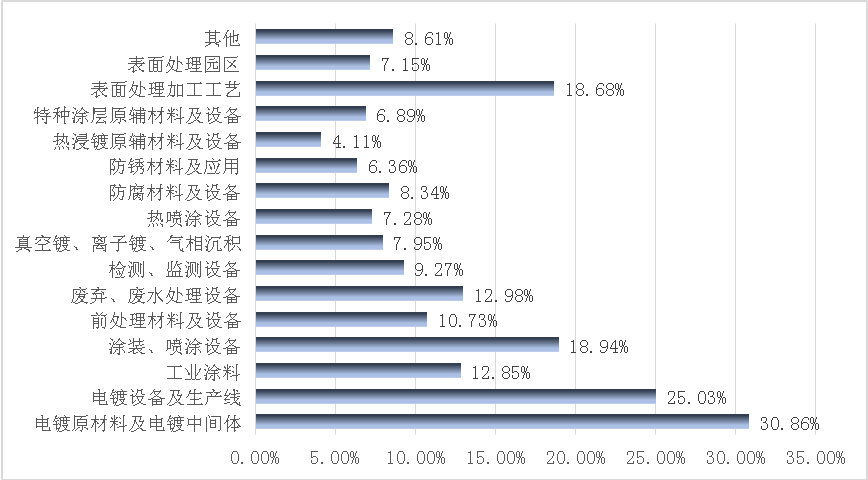 其他 8.61%
表面处理园区 7.15%
表面处理加工工艺 18.68%
特种涂层原辅材料及设备 6.89%
热浸镀原辅材料及设备 4.11%
防锈材料及应用 6.36%
防腐材料及设备 8.34%
热喷涂设备 7.28%
真空镀、离子镀、气相沉积 7.95%
检测、监测设备 9.27%
废弃、废水处理设备 12.98%
前处理材料及设备 10.73%
涂装、喷涂设备 18.94%
工业涂料 12.85%
电镀设备及生产线 25.03%
电镀原材料及电镀中间体 30.86%
0.00% 5.00% 10.00% 15.00% 20.00% 25.00% 30.00% 35.00%